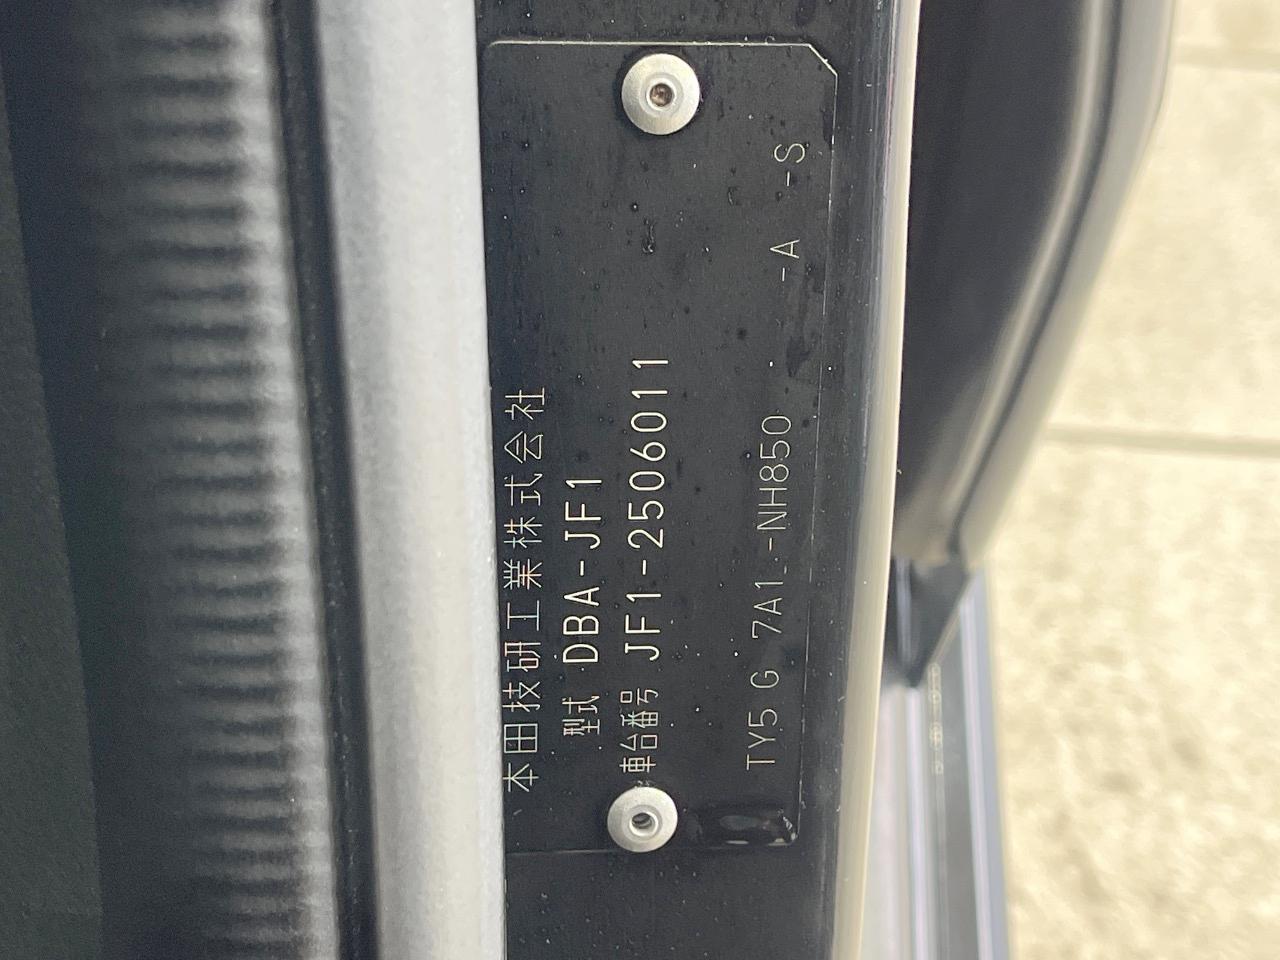 本田技研工業株式会社
型式 DBA-JF1
車台番号 JF1-2506011
TY5 G 7A1 -NH850 -A -S